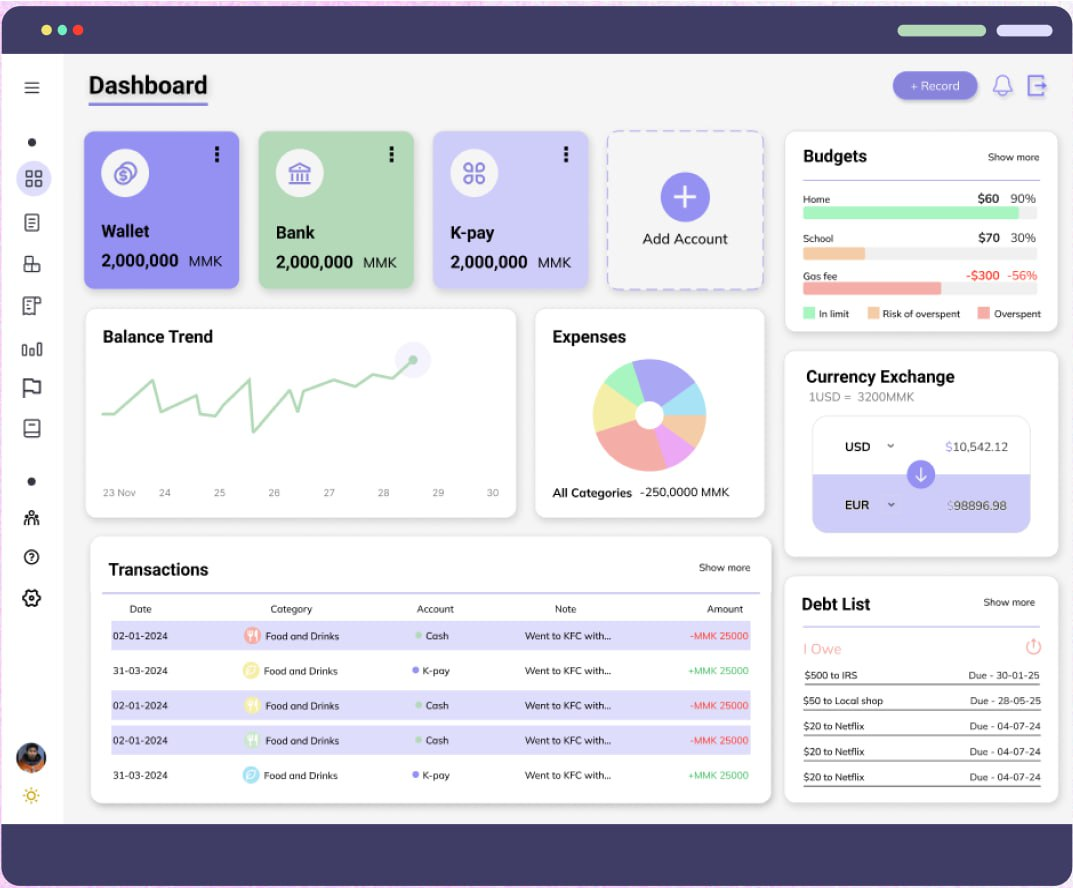 Dashboard
+ Record
Wallet
2,000,000 MMK
Bank
2,000,000 MMK
K-pay
2,000,000 MMK
Add Account
Budgets
Show more
Home $60 90%
School $70 30%
Gas fee -$300 -56%
In limit Risk of overspent Overspent
Balance Trend
23 Nov 24 25 26 27 28 29 30
Expenses
All Categories -250,0000 MMK
Currency Exchange
1USD = 3200MMK
USD $10,542.12
EUR $98896.98
Transactions
Show more
Date Category Account Note Amount
02-01-2024 Food and Drinks Cash Went to KFC with... -MMK 25000
31-03-2024 Food and Drinks K-pay Went to KFC with... +MMK 25000
02-01-2024 Food and Drinks Cash Went to KFC with... -MMK 25000
02-01-2024 Food and Drinks Cash Went to KFC with... -MMK 25000
31-03-2024 Food and Drinks K-pay Went to KFC with... +MMK 25000
Debt List
Show more
I Owe
$500 to IRS Due - 30-01-25
$50 to Local shop Due - 28-05-25
$20 to Netflix Due - 04-07-24
$20 to Netflix Due - 04-07-24
$20 to Netflix Due - 04-07-24